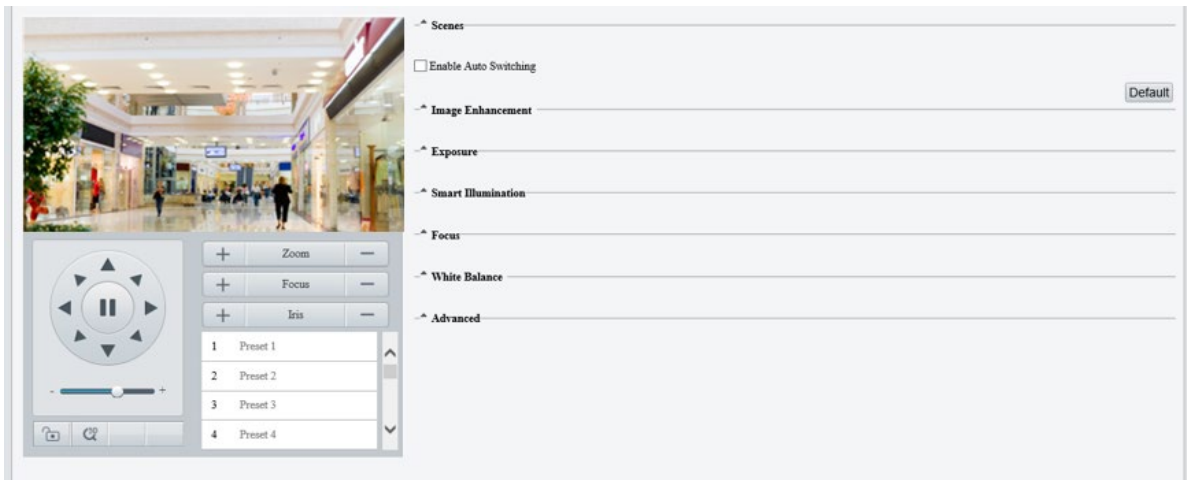 Scenes
Enable Auto Switching
Default
Image Enhancement
Exposure
Smart Illumination
Focus
White Balance
Advanced
+ Zoom −
+ Focus −
+ Iris −
- +
1 Preset 1
2 Preset 2
3 Preset 3
4 Preset 4